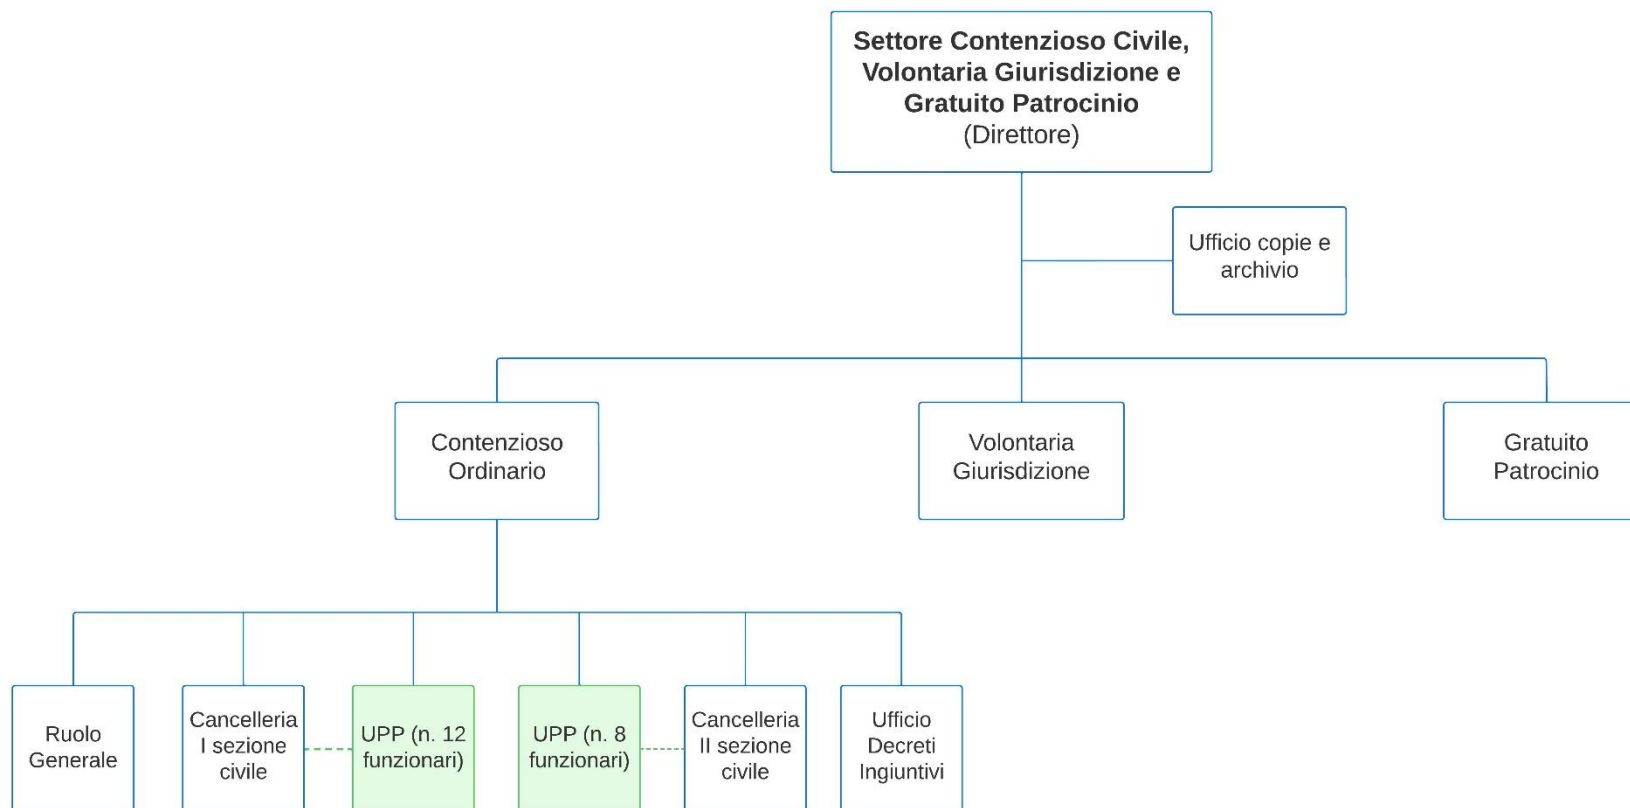 Settore Contenzioso Civile,
Volontaria Giurisdizione e
Gratuito Patrocinio
(Direttore)
Ufficio copie e
archivio
Contenzioso
Ordinario
Volontaria
Giurisdizione
Gratuito
Patrocinio
Ruolo
Generale
Cancelleria
I sezione
civile
UPP (n. 12
funzionari)
UPP (n. 8
funzionari)
Cancelleria
II sezione
civile
Ufficio
Decreti
Ingiuntivi